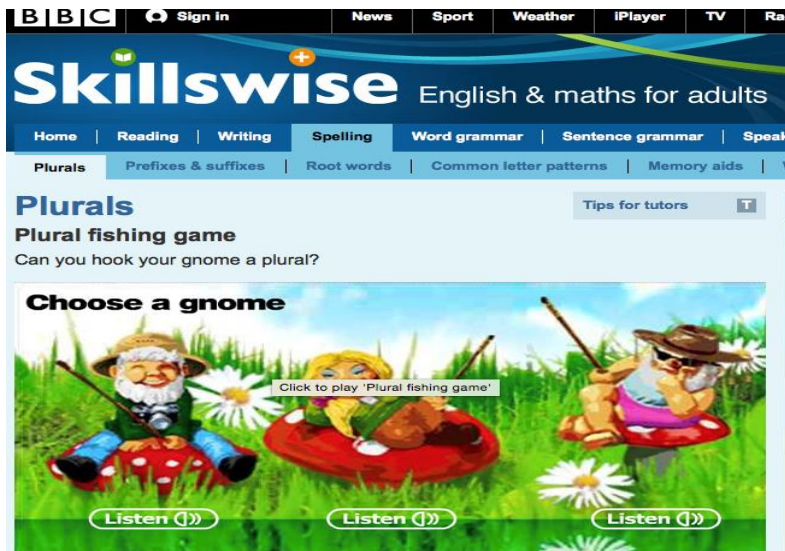 BBC Sign in News Sport Weather iPlayer TV
Skillswise English & maths for adults
Home | Reading | Writing Spelling Word grammar | Sentence grammar |
Plurals Prefixes & suffixes | Root words | Common letter patterns | Memory aids |
Plurals
Tips for tutors T
Plural fishing game
Can you hook your gnome a plural?
Choose a gnome
Click to play 'Plural fishing game'
Listen Listen Listen